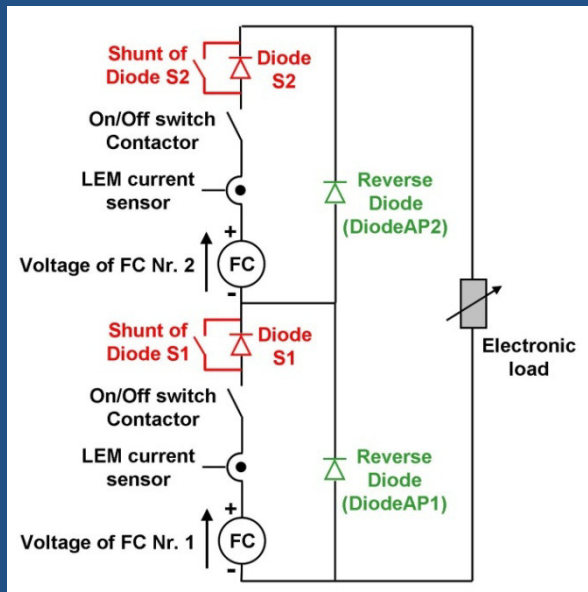 Shunt of
Diode S2
Diode
S2
On/Off switch
Contactor
LEM current
sensor
+
Voltage of FC Nr. 2
FC
-
Reverse
Diode
(DiodeAP2)
Electronic
load
Shunt of
Diode S1
Diode
S1
On/Off switch
Contactor
LEM current
sensor
+
Voltage of FC Nr. 1
FC
-
Reverse
Diode
(DiodeAP1)